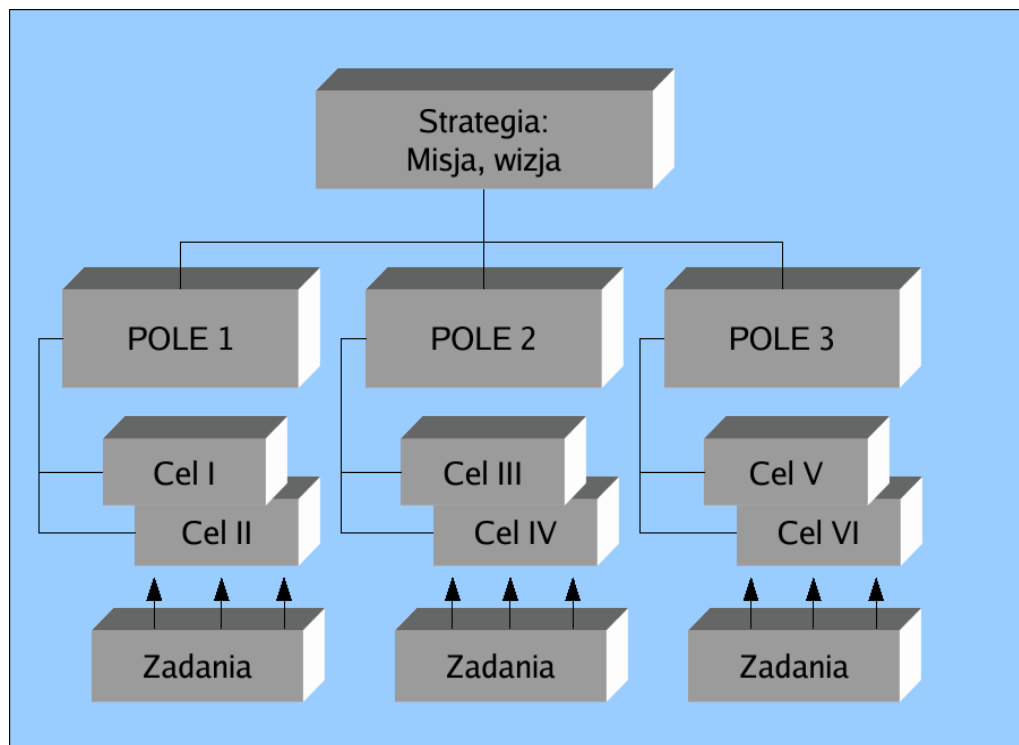 Strategia:
Misja, wizja
POLE 1
POLE 2
POLE 3
Cel I
Cel III
Cel V
Cel II
Cel IV
Cel VI
Zadania
Zadania
Zadania